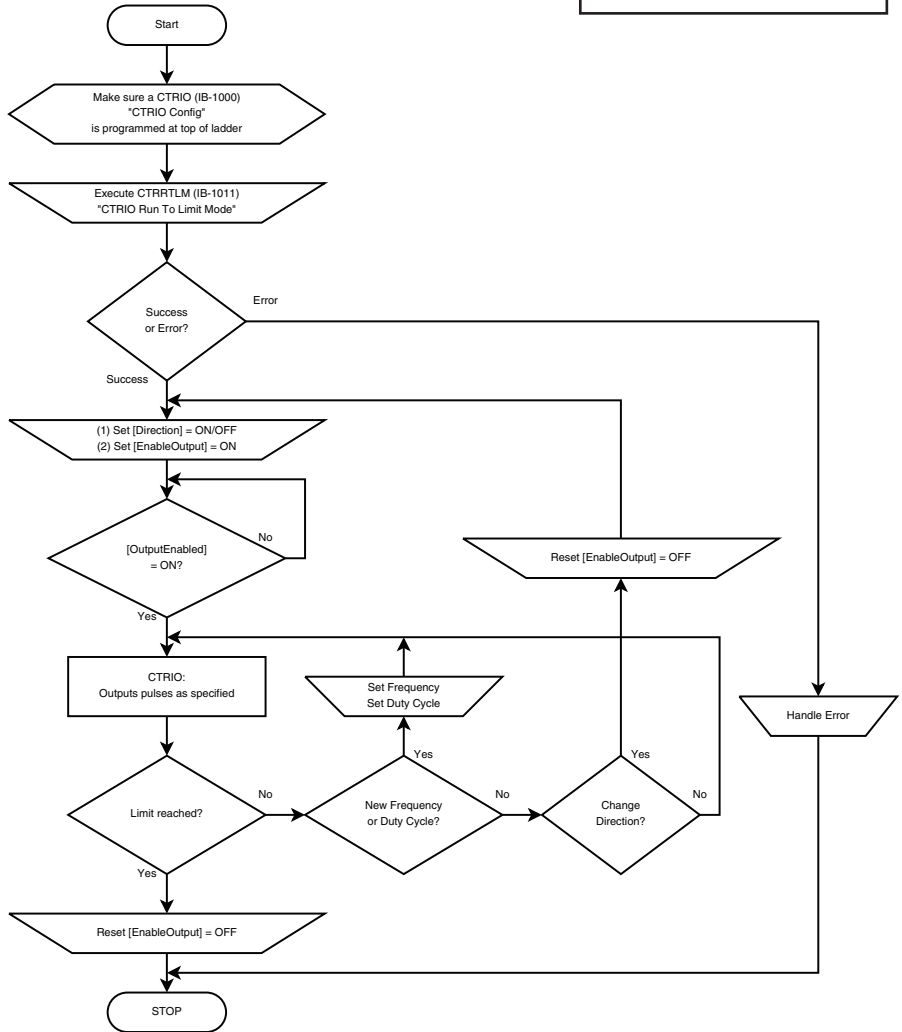 Start
Make sure a CTRIO (IB-1000)
"CTRIO Config"
is programmed at top of ladder
Execute CTRRTLM (IB-1011)
"CTRIO Run To Limit Mode"
Success
or Error?
Error
Success
(1) Set [Direction] = ON/OFF
(2) Set [EnableOutput] = ON
[OutputEnabled]
= ON?
No
Yes
Reset [EnableOutput] = OFF
CTRIO:
Outputs pulses as specified
Set Frequency
Set Duty Cycle
Handle Error
Limit reached?
No
Yes
New Frequency
or Duty Cycle?
Yes
No
Change
Direction?
Yes
No
Reset [EnableOutput] = OFF
STOP